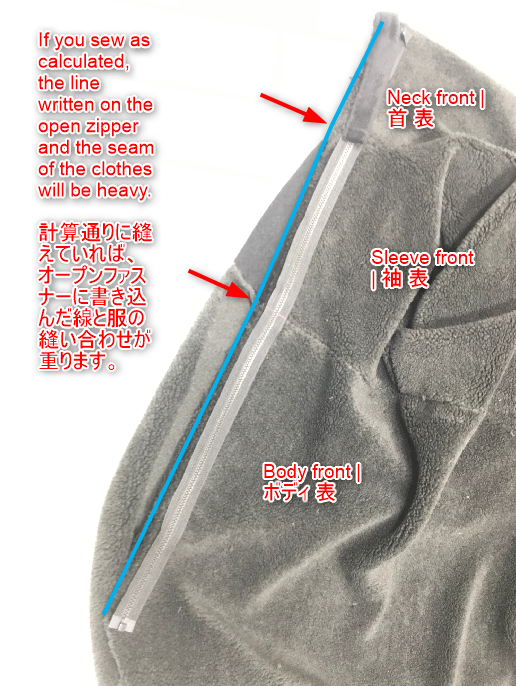 If you sew as
calculated,
the line
written on the
open zipper
and the seam
of the clothes
will be heavy.
計算通りに縫
えていれば、
オープンファス
ナーに書き込
んだ線と服の
縫い合わせが
重ります。
Neck front |
首 表
Sleeve front
| 袖 表
Body front |
ボディ 表